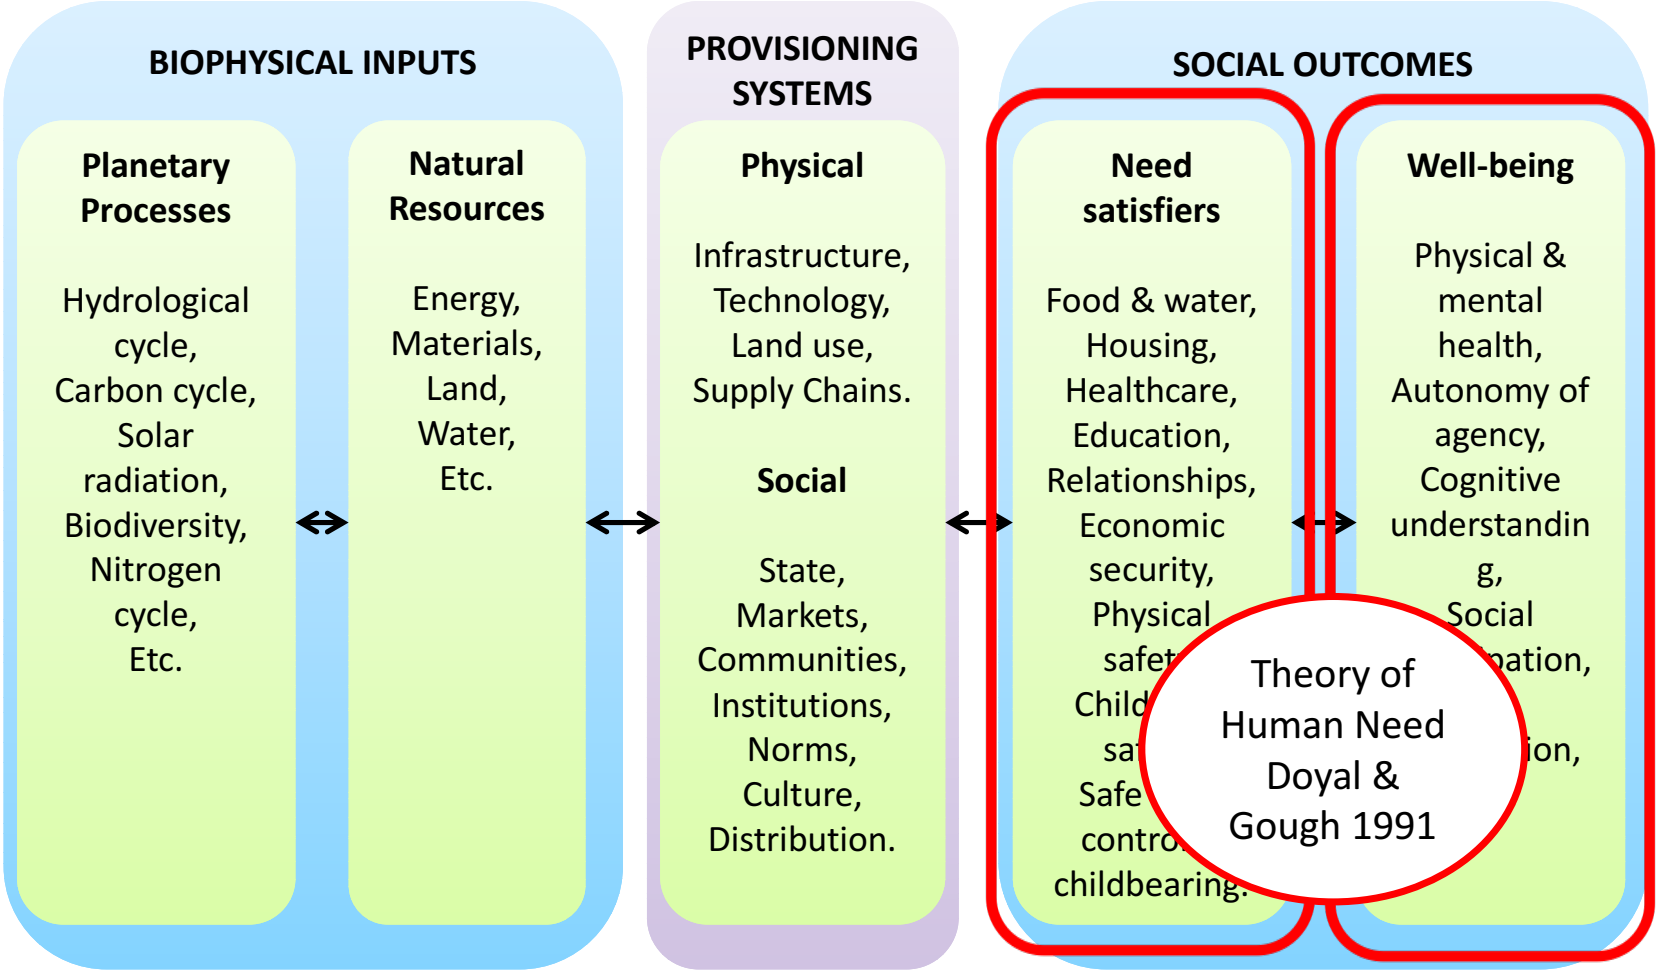 BIOPHYSICAL INPUTS
Planetary
Processes
Hydrological
cycle,
Carbon cycle,
Solar
radiation,
Biodiversity,
Nitrogen
cycle,
Etc.
Natural
Resources
Energy,
Materials,
Land,
Water,
Etc.
PROVISIONING
SYSTEMS
Physical
Infrastructure,
Technology,
Land use,
Supply Chains.
Social
State,
Markets,
Communities,
Institutions,
Norms,
Culture,
Distribution.
SOCIAL OUTCOMES
Need
satisfiers
Food & water,
Housing,
Healthcare,
Education,
Relationships,
Economic
security,
Physical
Safe
childbearing.
Well-being
Physical &
mental
health,
Autonomy of
agency,
Cognitive
understandin
g,
Social
Theory of
Human Need
Doyal &
Gough 1991